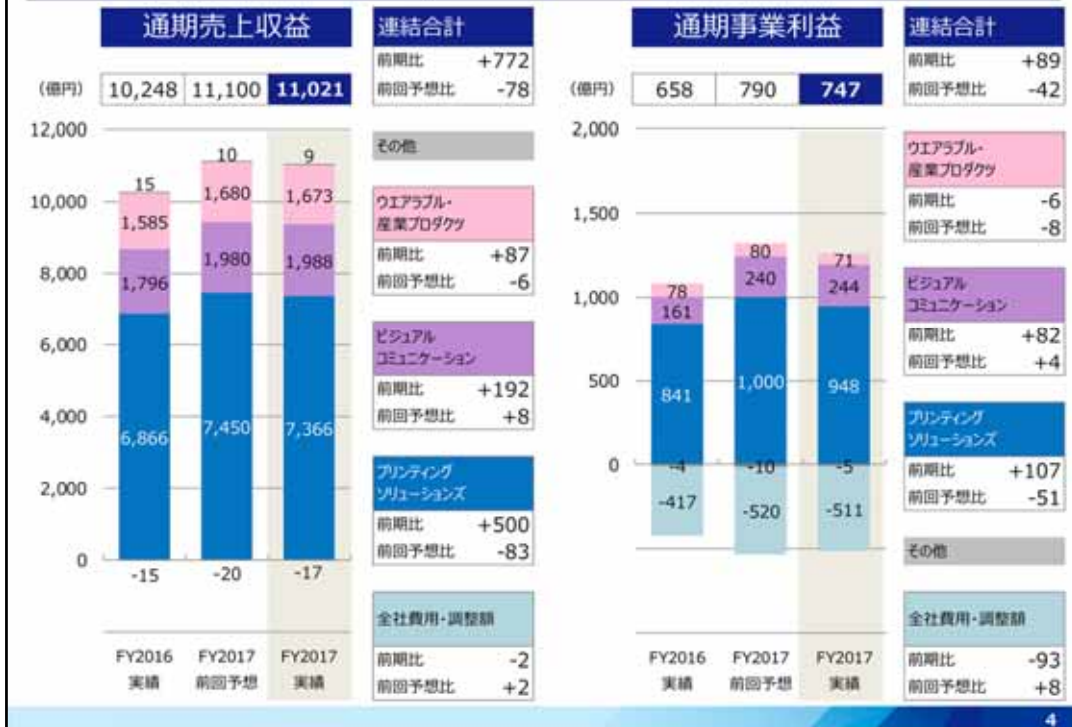 通期売上収益
(億円) 10,248 11,100 11,021
12,000
10,000
8,000
6,000
4,000
2,000
0
15 10 9
1,585 1,680 1,673
1,796 1,980 1,988
6,866 7,450 7,366
-15 -20 -17
FY2016 FY2017 FY2017
実績 前回予想 実績
連結合計
前期比 +772
前回予想比 -78
その他
ウエアラブル・
産業プロダクツ
前期比 +87
前回予想比 -6
ビジュアル
コミュニケーション
前期比 +192
前回予想比 +8
プリンティング
ソリューションズ
前期比 +500
前回予想比 -83
全社費用・調整額
前期比 -2
前回予想比 +2
通期事業利益
(億円) 658 790 747
2,000
1,500
1,000
500
0
78 80 71
161 240 244
841 1,000 948
-4 -10 -5
-417 -520 -511
FY2016 FY2017 FY2017
実績 前回予想 実績
連結合計
前期比 +89
前回予想比 -42
ウエアラブル・
産業プロダクツ
前期比 -6
前回予想比 -8
ビジュアル
コミュニケーション
前期比 +82
前回予想比 +4
プリンティング
ソリューションズ
前期比 +107
前回予想比 -51
その他
全社費用・調整額
前期比 -93
前回予想比 +8
4